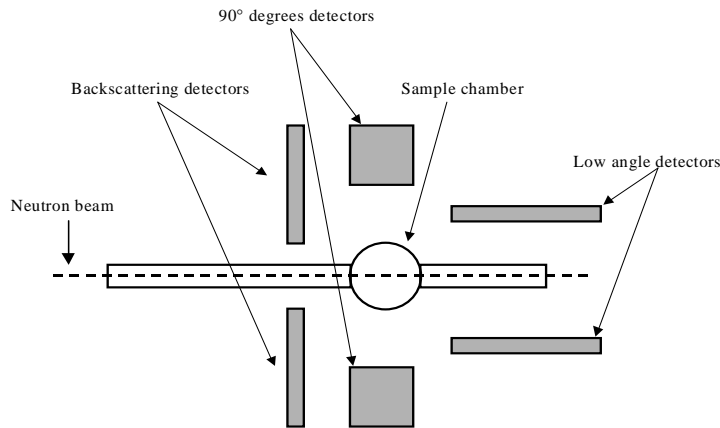 90° degrees detectors
Backscattering detectors
Sample chamber
Low angle detectors
Neutron beam